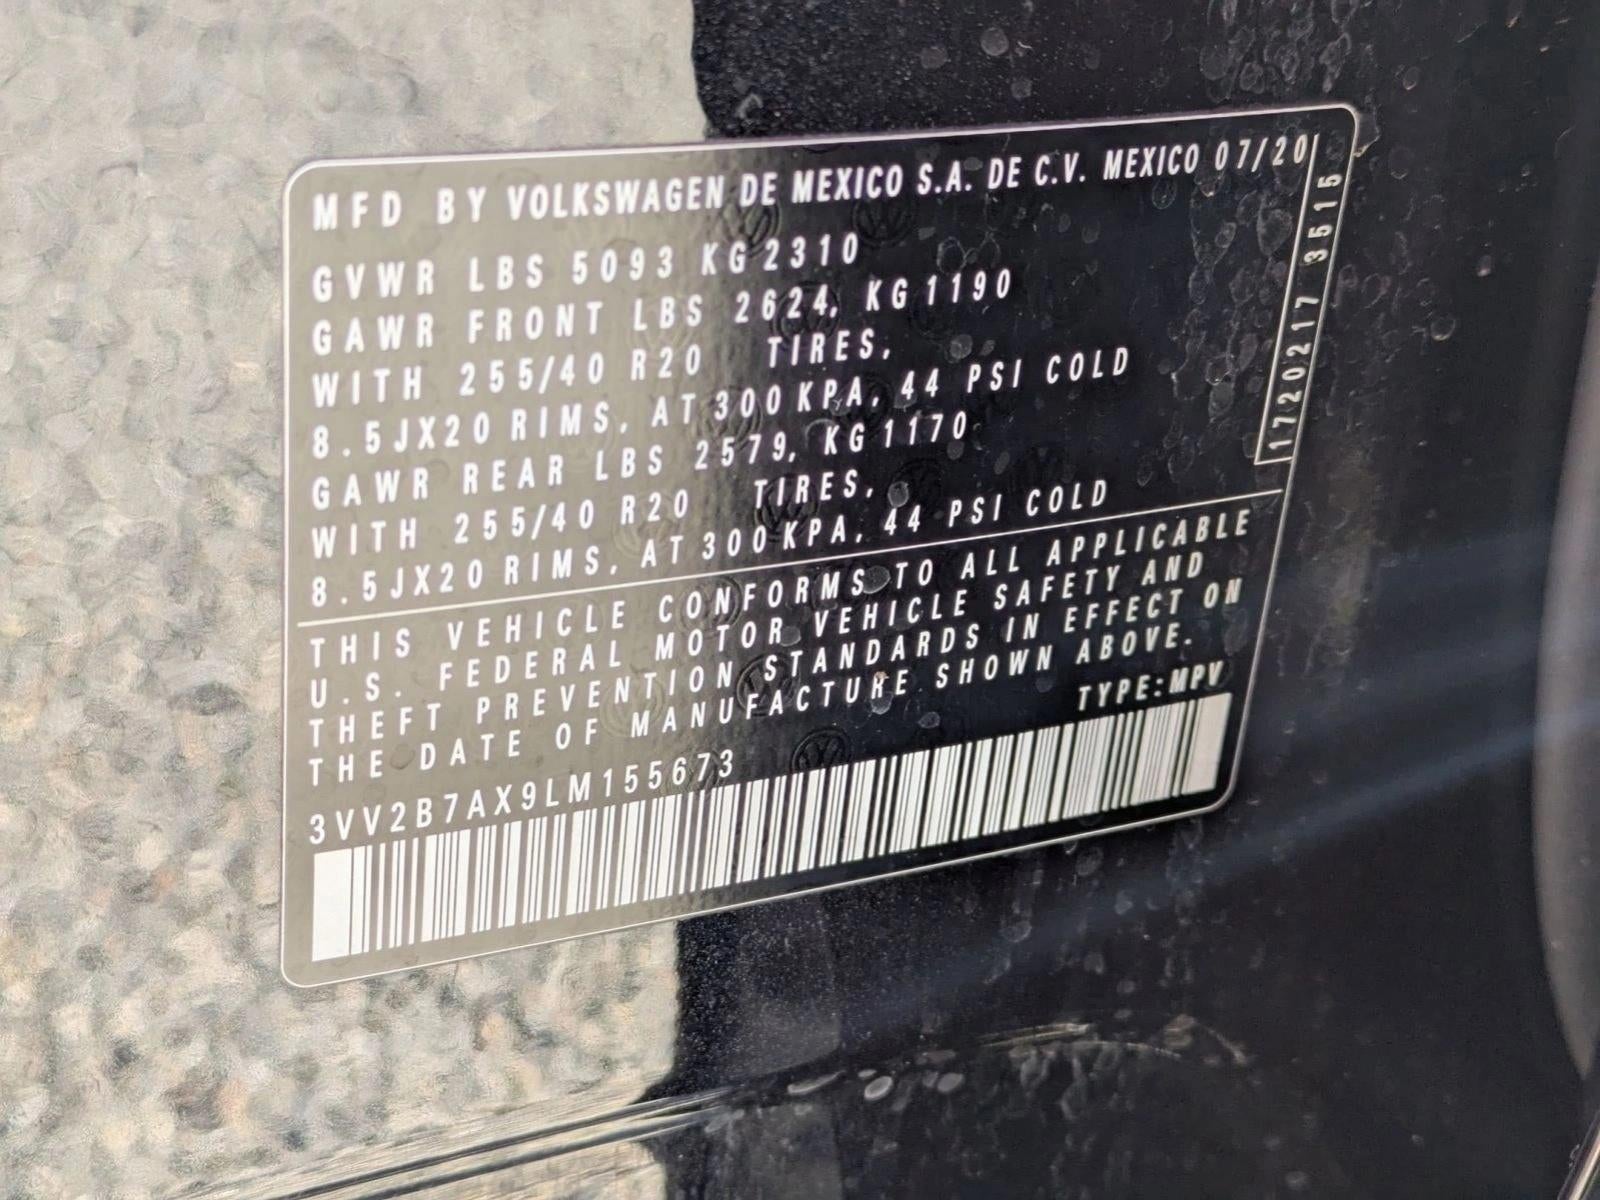 MFD BY VOLKSWAGEN DE MEXICO S.A. DE C.V. MEXICO 07/20
GVWR LBS 5093 KG 2310
GAWR FRONT LBS 2624, KG 1190
WITH 255/40 R20 TIRES,
8.5JX20 RIMS, AT 300 KPA, 44 PSI COLD
GAWR REAR LBS 2579, KG 1170
WITH 255/40 R20 TIRES,
8.5JX20 RIMS, AT 300 KPA, 44 PSI COLD
1720217 3515
THIS VEHICLE CONFORMS TO ALL APPLICABLE
U.S. FEDERAL MOTOR VEHICLE SAFETY AND
THEFT PREVENTION STANDARDS IN EFFECT ON
THE DATE OF MANUFACTURE SHOWN ABOVE.
TYPE:MPV
3VV2B7AX9LM155673